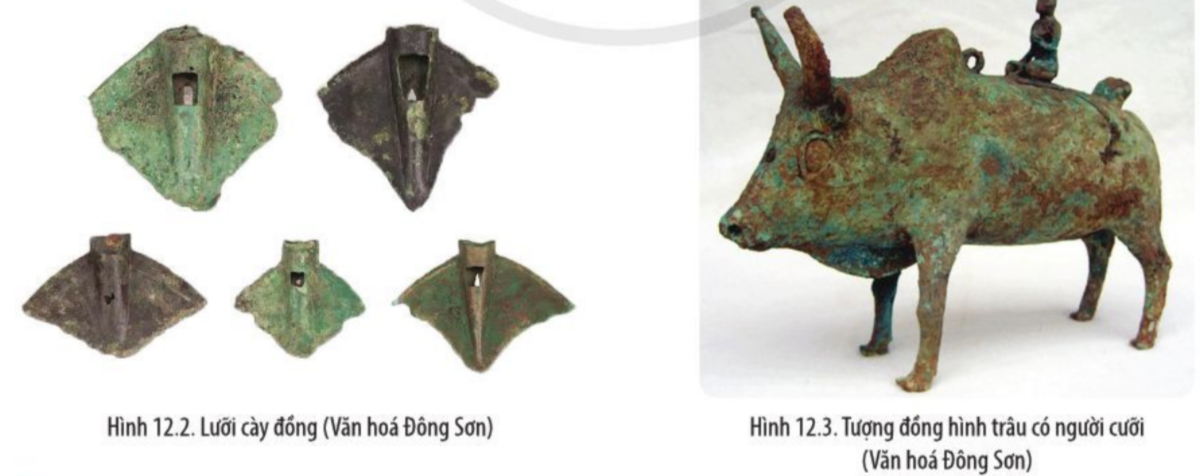 Hình 12.2. Lưỡi cày đồng (Văn hoá Đông Sơn)
Hình 12.3. Tượng đồng hình trâu có người cưỡi
(Văn hoá Đông Sơn)